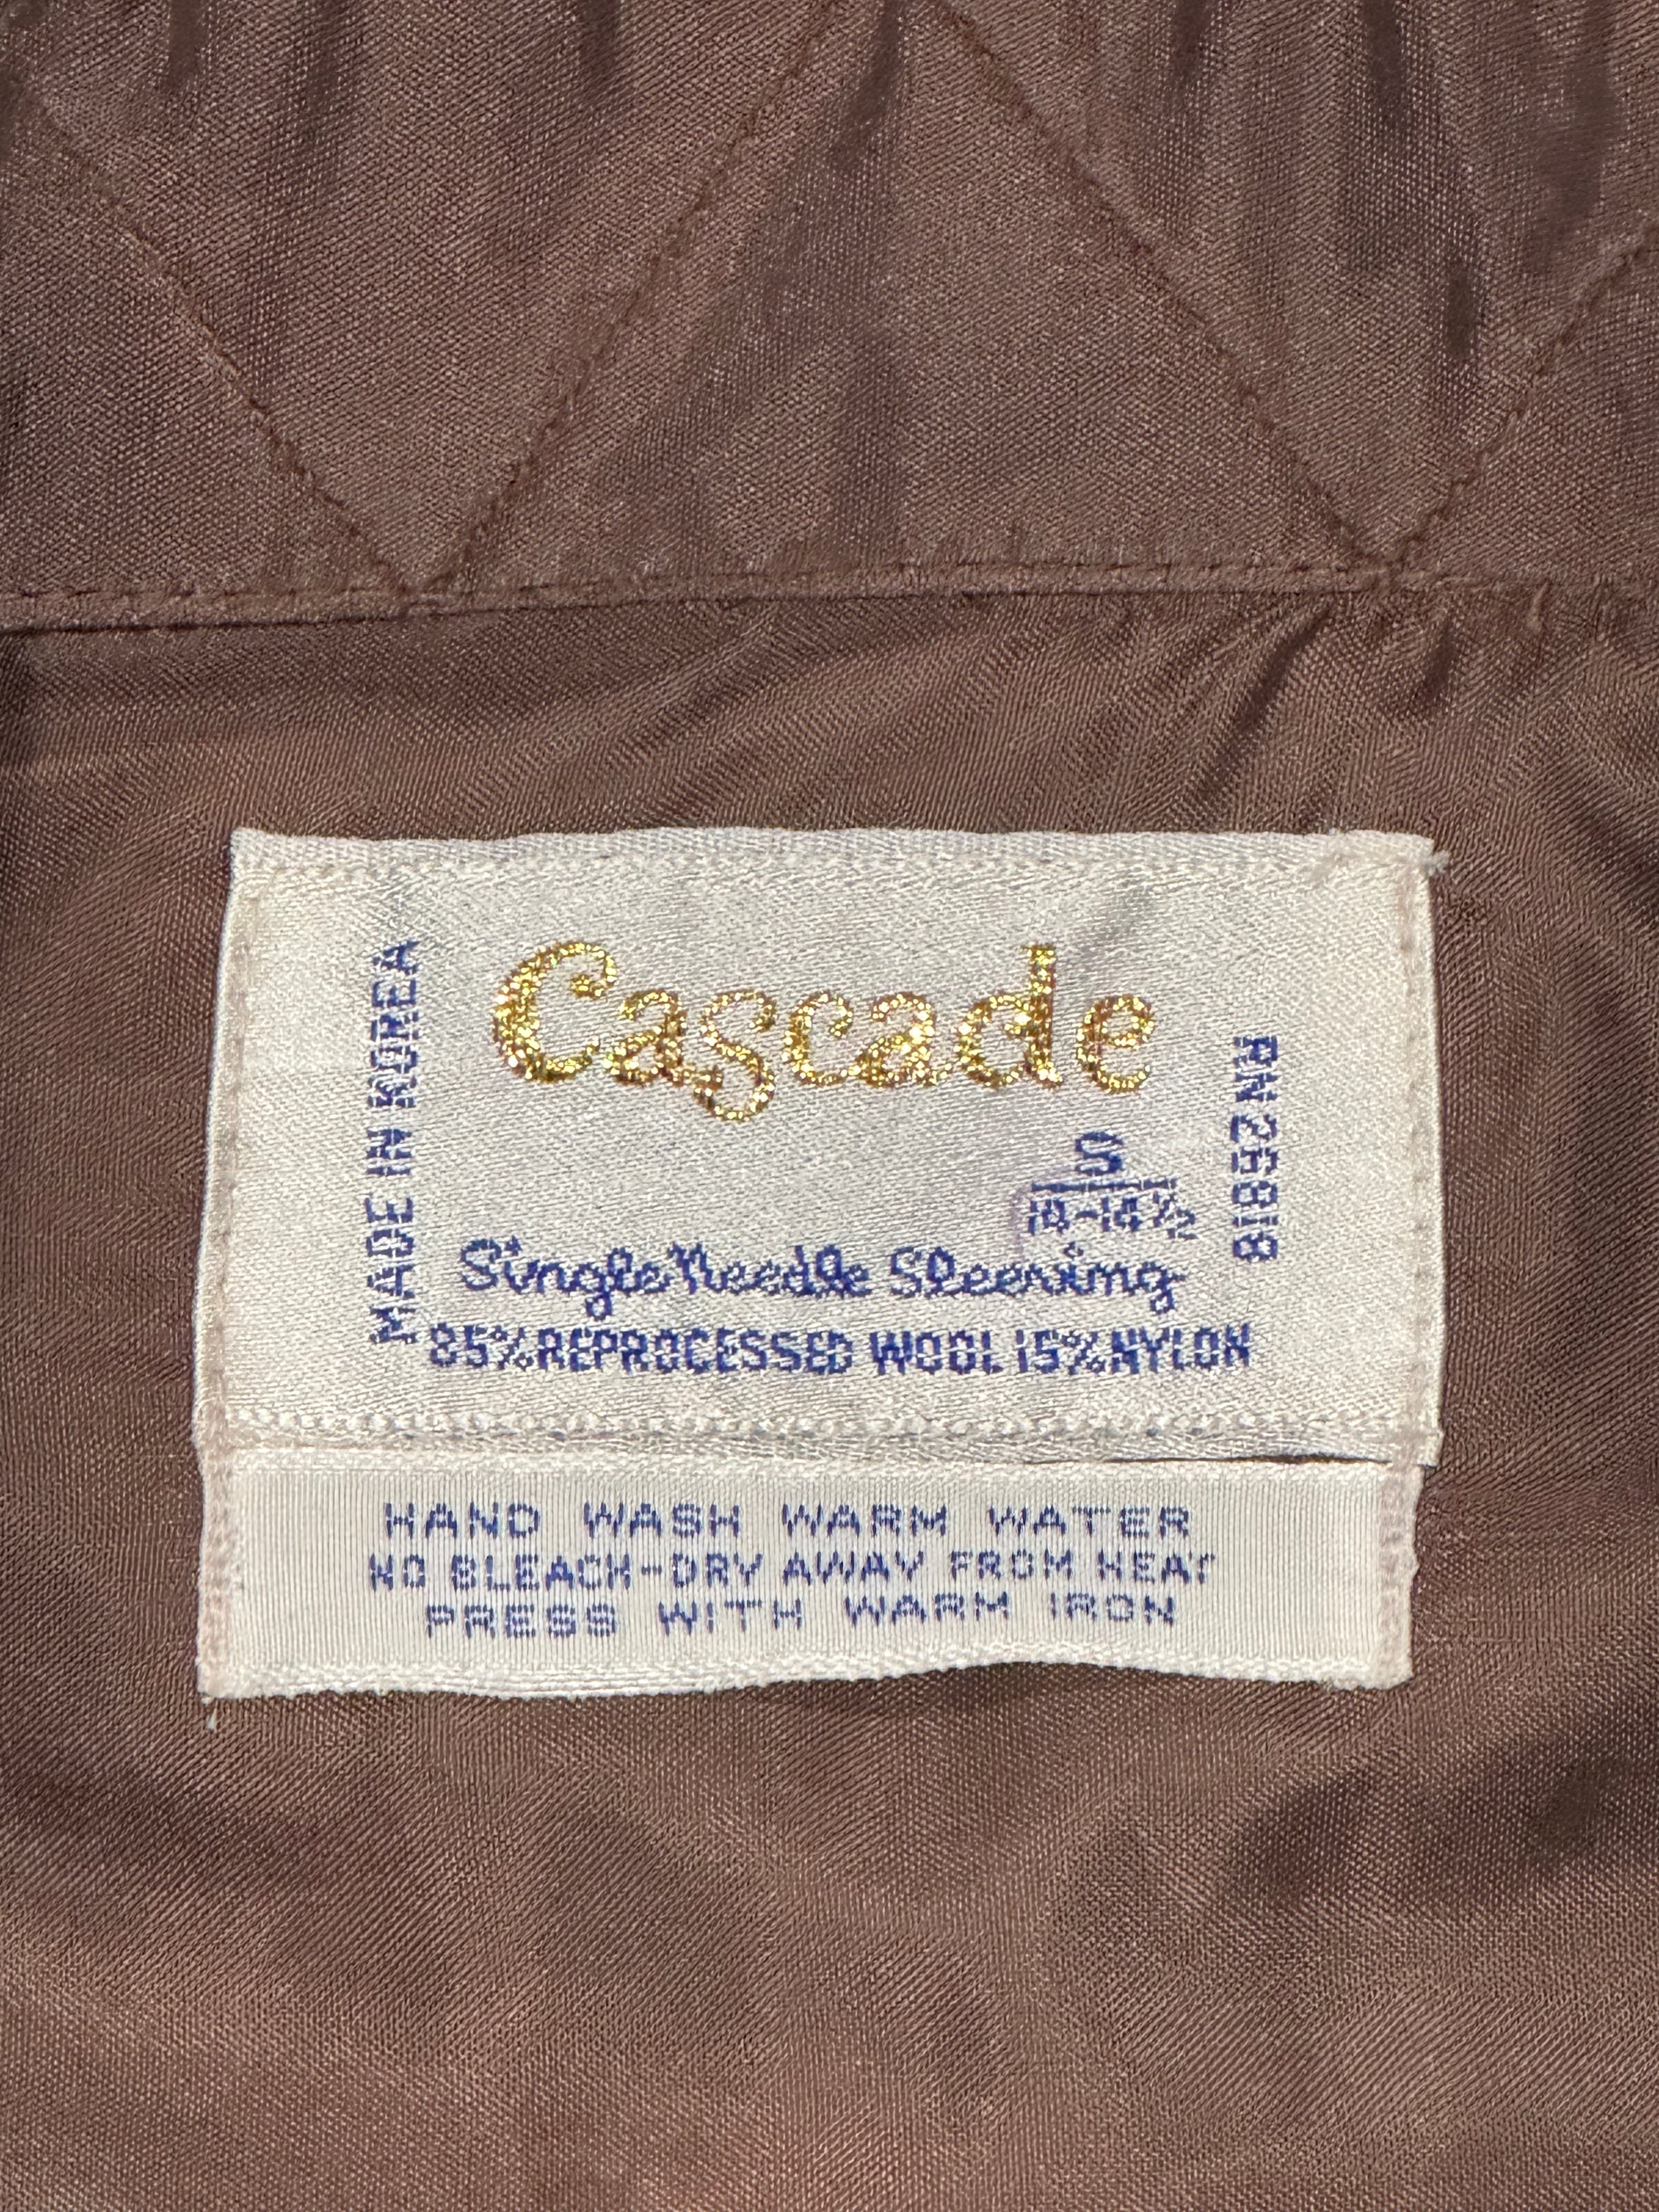 Cascade
MADE IN KOREA
RN 26818
S
14-14½
Single Needle Sleeving
85% REPROCESSED WOOL 15% NYLON
HAND WASH WARM WATER
NO BLEACH-DRY AWAY FROM HEAT
PRESS WITH WARM IRON